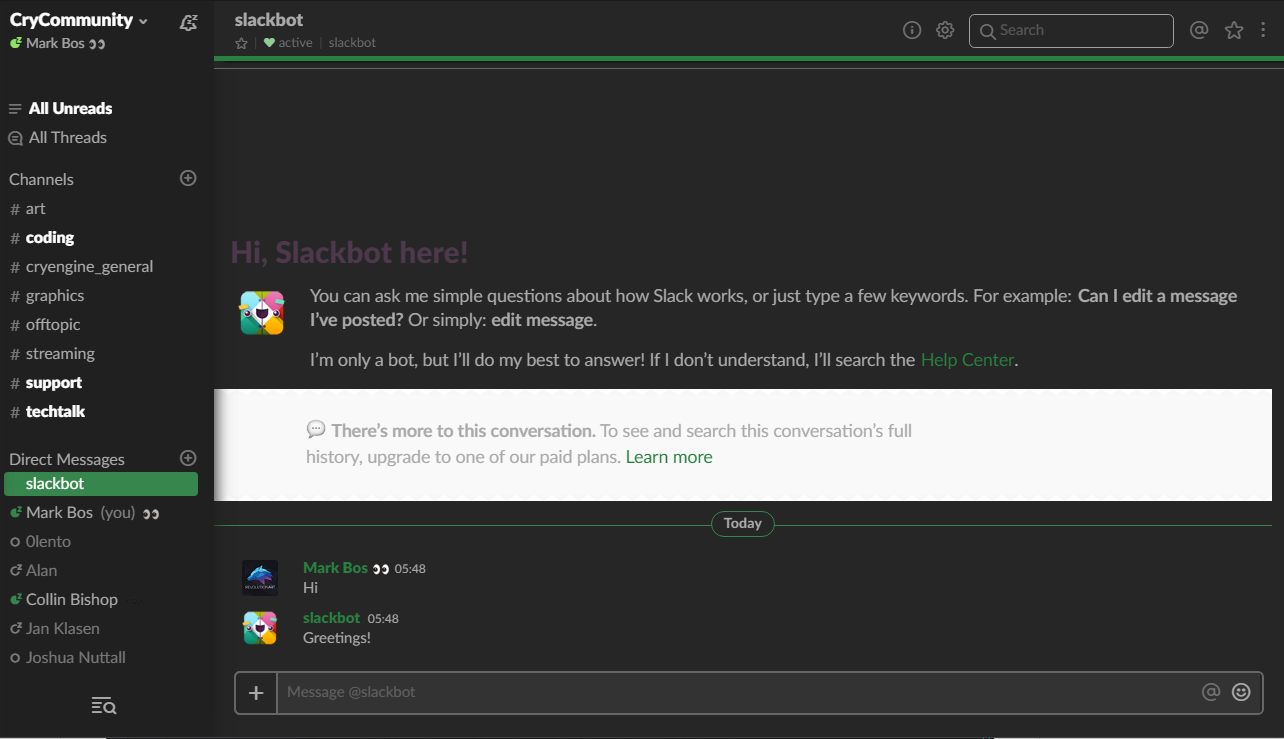 CryCommunity
Mark Bos
All Unreads
All Threads
Channels
# art
# coding
# cryengine_general
# graphics
# offtopic
# streaming
# support
# techtalk
Direct Messages
slackbot
Mark Bos (you)
0lento
Alan
Collin Bishop
Jan Klasen
Joshua Nuttall
slackbot
active | slackbot
Search
Hi, Slackbot here!
You can ask me simple questions about how Slack works, or just type a few keywords. For example: Can I edit a message
I’ve posted? Or simply: edit message.
I’m only a bot, but I’ll do my best to answer! If I don’t understand, I’ll search the Help Center.
There’s more to this conversation. To see and search this conversation’s full
history, upgrade to one of our paid plans. Learn more
Today
Mark Bos 05:48
Hi
slackbot 05:48
Greetings!
Message @slackbot